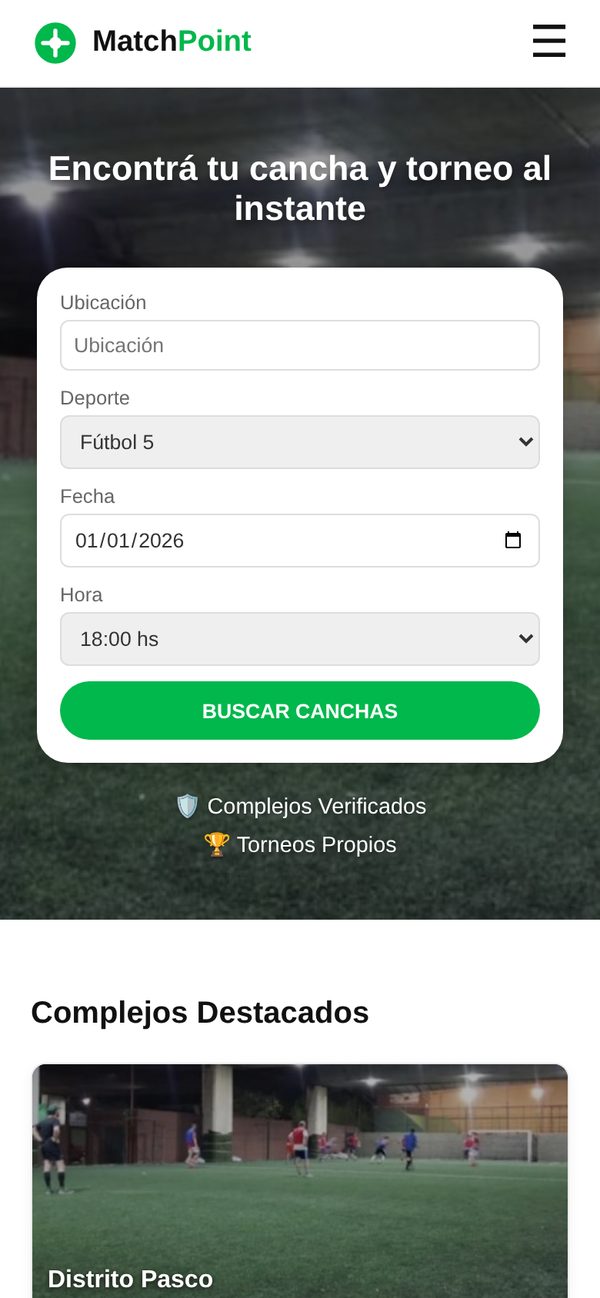 MatchPoint
Encontrá tu cancha y torneo al
instante
Ubicación
Ubicación
Deporte
Fútbol 5
Fecha
01/01/2026
Hora
18:00 hs
BUSCAR CANCHAS
🛡️ Complejos Verificados
🏆 Torneos Propios
Complejos Destacados
Distrito Pasco